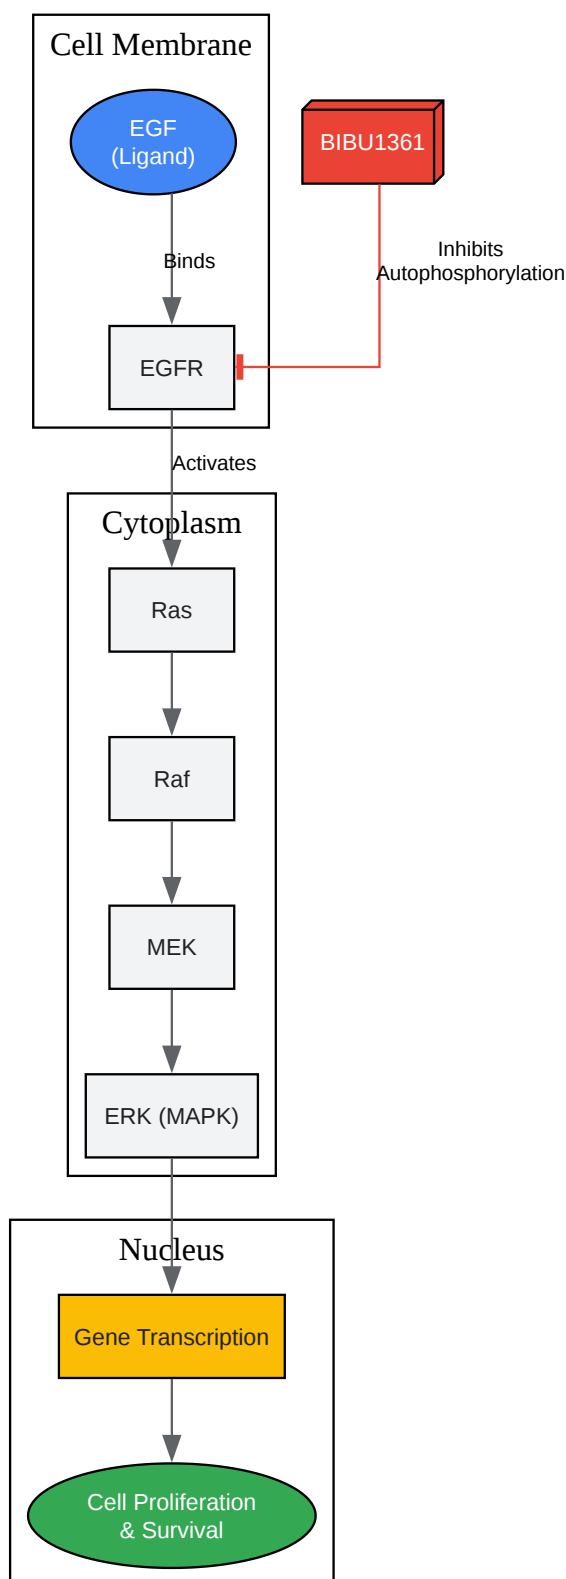 Cell Membrane
EGF
(Ligand)
BIBU1361
Binds
Inhibits
Autophosphorylation
EGFR
Activates
Cytoplasm
Ras
Raf
MEK
ERK (MAPK)
Nucleus
Gene Transcription
Cell Proliferation
& Survival